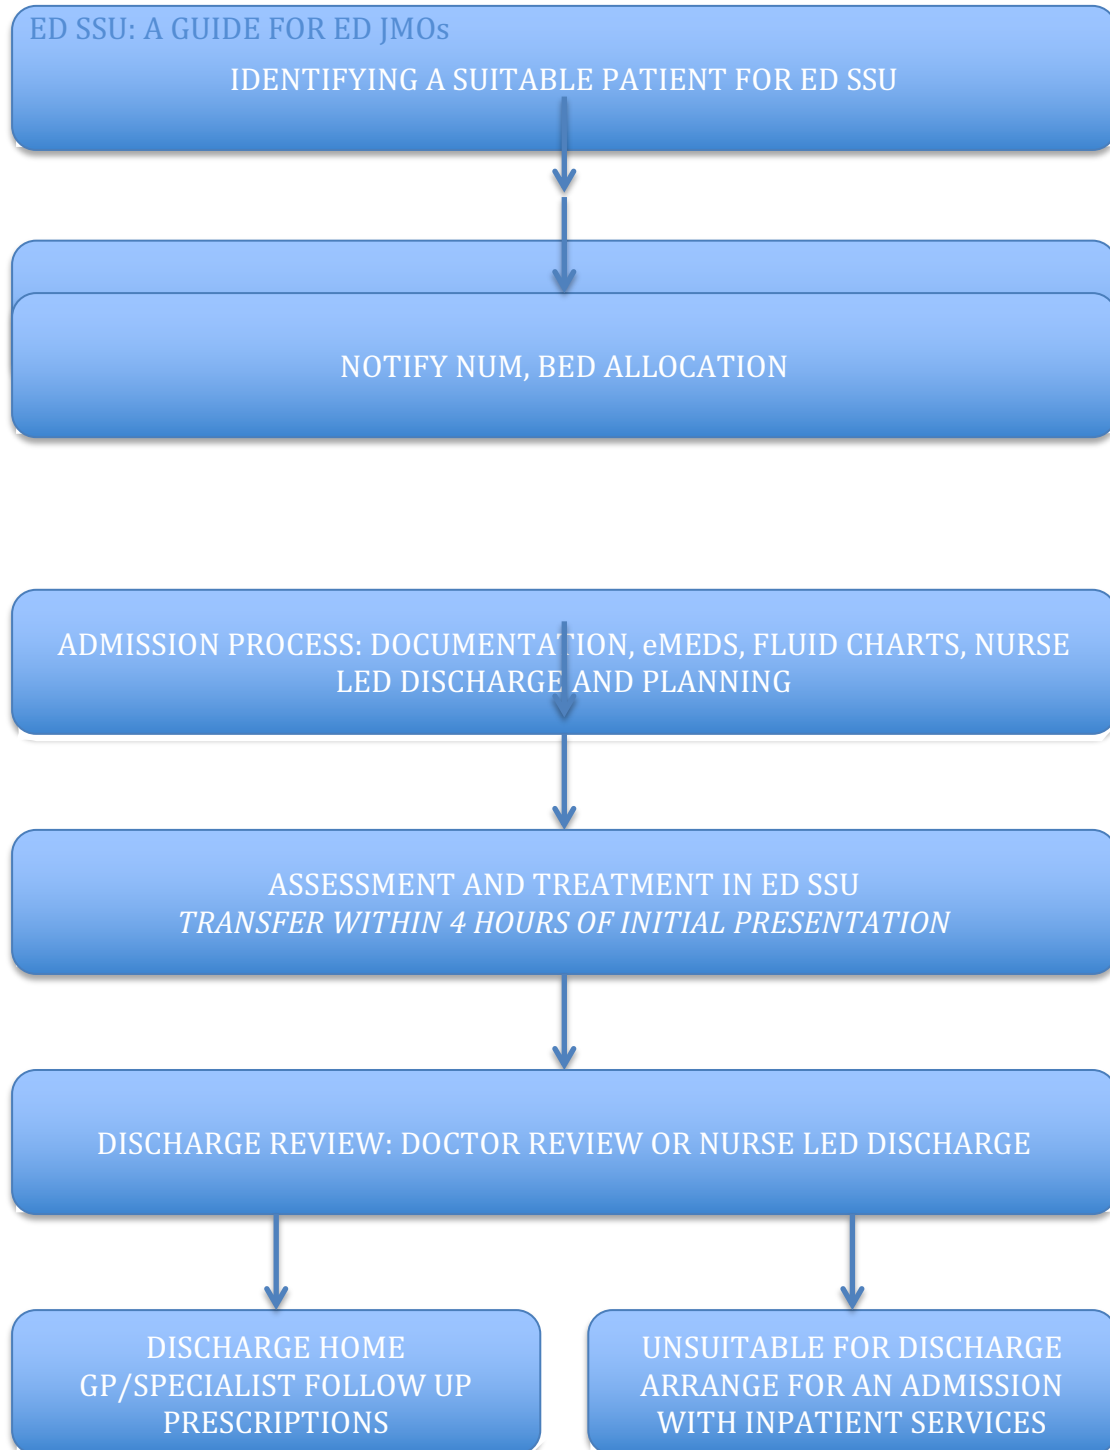 ED SSU: A GUIDE FOR ED JMOs
IDENTIFYING A SUITABLE PATIENT FOR ED SSU
NOTIFY NUM, BED ALLOCATION
ADMISSION PROCESS: DOCUMENTATION, eMEDS, FLUID CHARTS, NURSE
LED DISCHARGE AND PLANNING
ASSESSMENT AND TREATMENT IN ED SSU
TRANSFER WITHIN 4 HOURS OF INITIAL PRESENTATION
DISCHARGE REVIEW: DOCTOR REVIEW OR NURSE LED DISCHARGE
DISCHARGE HOME
GP/SPECIALIST FOLLOW UP
PRESCRIPTIONS
UNSUITABLE FOR DISCHARGE
ARRANGE FOR AN ADMISSION
WITH INPATIENT SERVICES